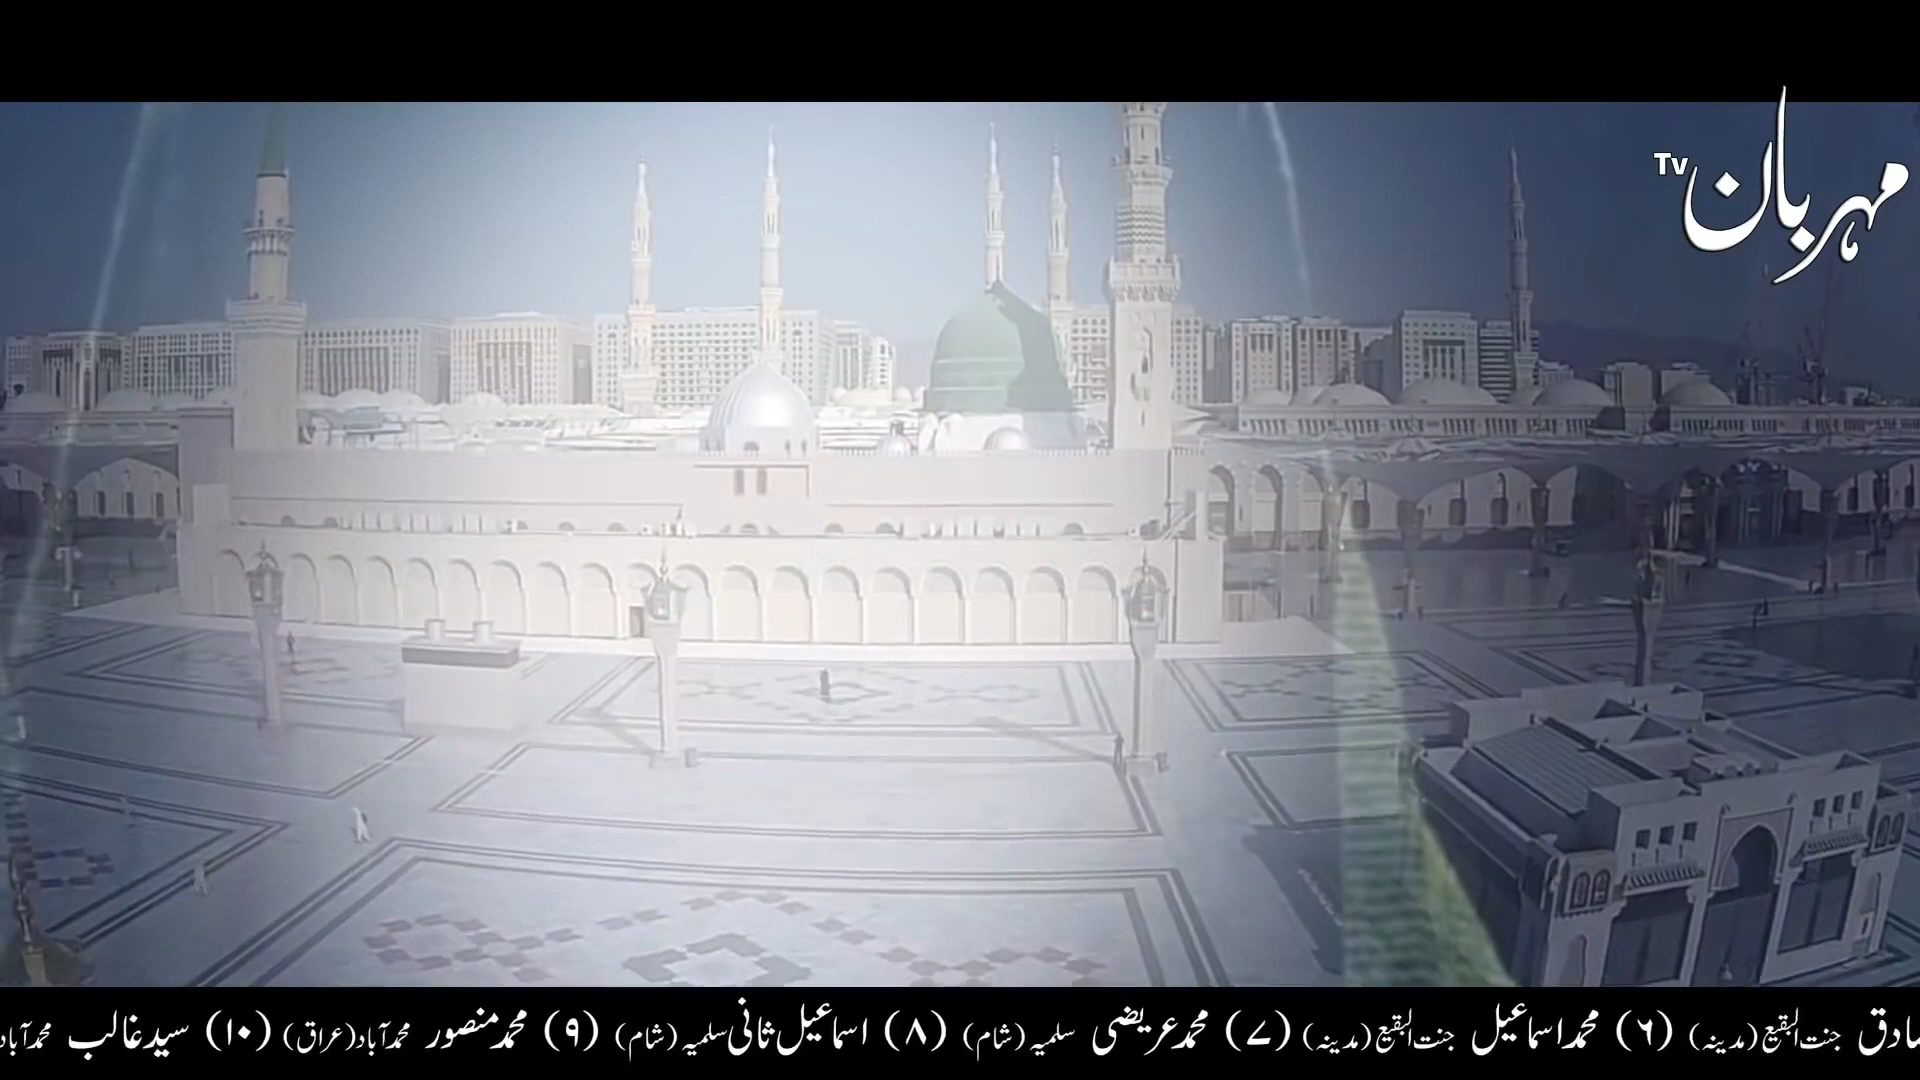 مہربان
Tv
صادق جنت البقیع (مدینہ) (٦) محمد اسماعیل جنت البقیع (مدینہ) (٧) محمد عریضی سلمیہ (شام) (٨) اسماعیل ثانی سلمیہ (شام) (٩) محمد منصور محمد آباد (عراق) (١٠) سید غالب محمد آباد